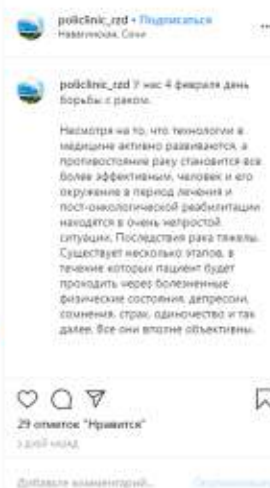 policlinic_rzd • Подписаться
Навагинская, Сочи
policlinic_rzd У нас 4 февраля день
борьбы с раком.
Несмотря на то, что технологии в
медицине активно развиваются, а
противостояние раку становится все
более эффективным, человек и его
окружение в период лечения и
пост-онкологической реабилитации
находятся в очень непростой
ситуации. Последствия рака тяжелы.
Существует несколько этапов, в
течение которых пациент будет
проходить через болезненные
физические состояния, депрессии,
сомнения, страх, одиночество и так
далее. Все они вполне объективны.
29 отметок "Нравится"
3 дней назад
Добавьте комментарий...